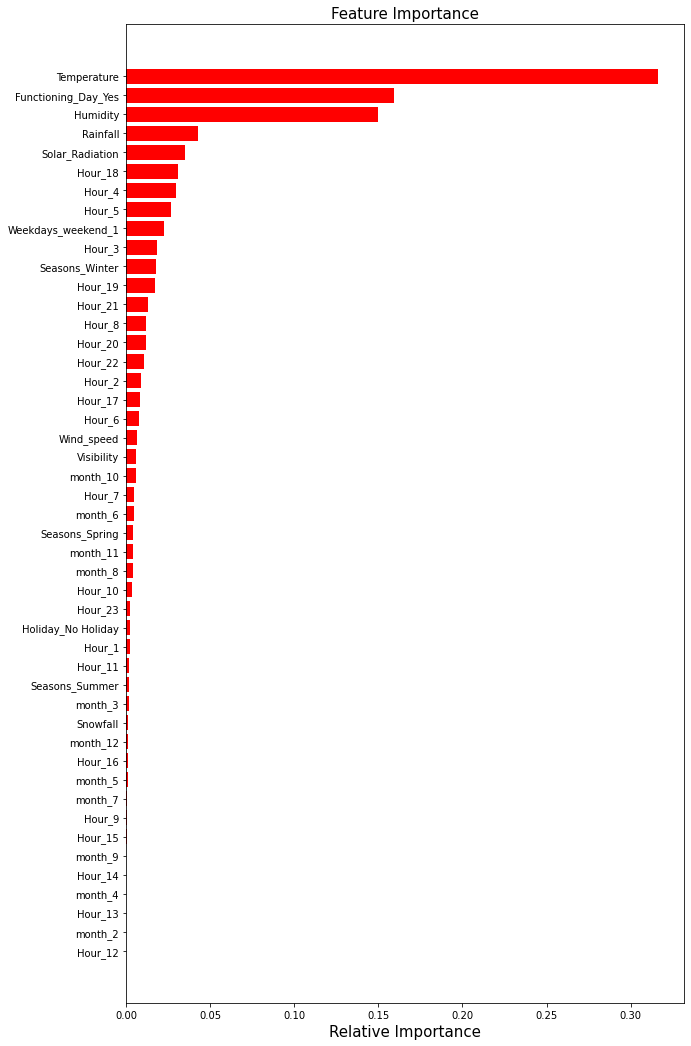 Feature Importance
Temperature
Functioning_Day_Yes
Humidity
Rainfall
Solar_Radiation
Hour_18
Hour_4
Hour_5
Weekdays_weekend_1
Hour_3
Seasons_Winter
Hour_19
Hour_21
Hour_8
Hour_20
Hour_22
Hour_2
Hour_17
Hour_6
Wind_speed
Visibility
month_10
Hour_7
month_6
Seasons_Spring
month_11
month_8
Hour_10
Hour_23
Holiday_No Holiday
Hour_1
Hour_11
Seasons_Summer
month_3
Snowfall
month_12
Hour_16
month_5
month_7
Hour_9
Hour_15
month_9
Hour_14
month_4
Hour_13
month_2
Hour_12
0.00 0.05 0.10 0.15 0.20 0.25 0.30
Relative Importance